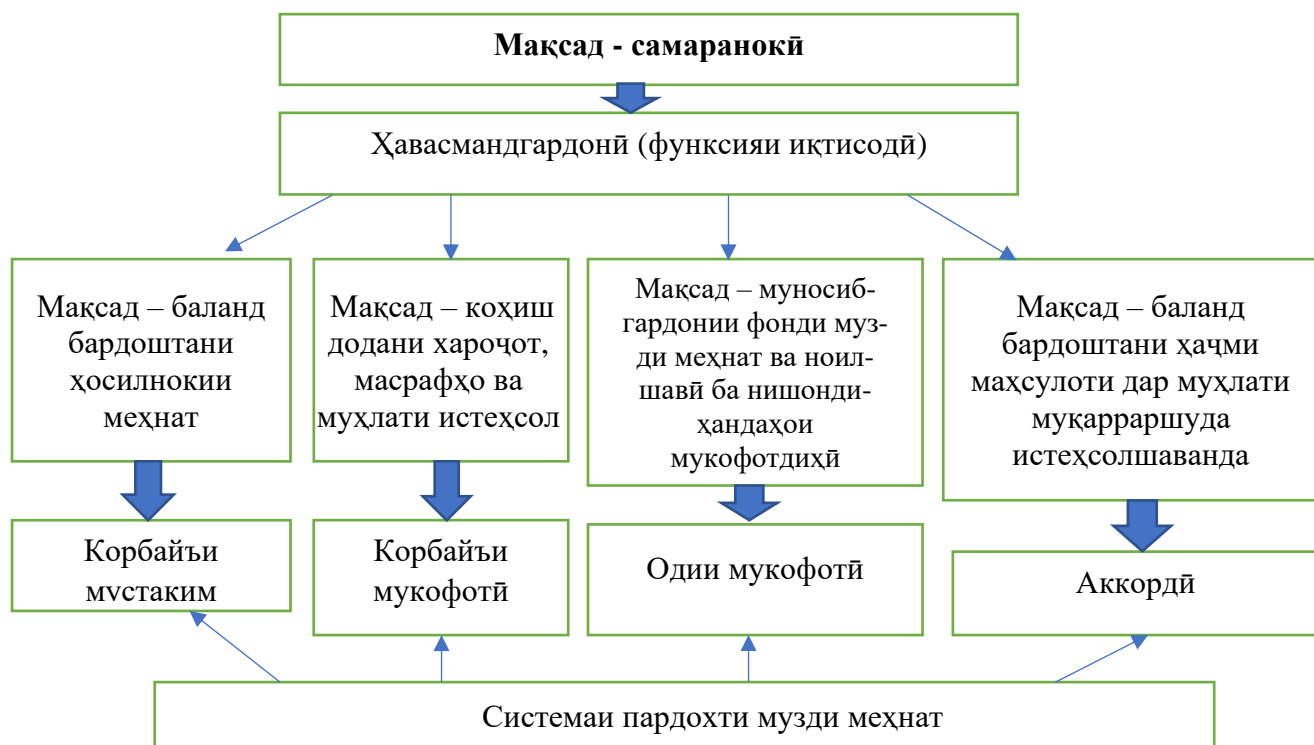 Мақсад - самаранокӣ
Ҳавасмандгардонӣ (функсияи иқтисодӣ)
Мақсад – баланд
бардоштани
ҳосилнокии
меҳнат
Мақсад – коҳиш
додани хароҷот,
масрафҳо ва
муҳлати истеҳсол
Мақсад – муносиб-
гардонии фонди муз-
ди меҳнат ва ноил-
шавӣ ба нишонди-
ҳандаҳои
мукофотдиҳӣ
Мақсад – баланд
бардоштани ҳаҷми
маҳсулоти дар муҳлати
муқарраршуда
истеҳсолшаванда
Корбайъи
мустаким
Корбайъи
мукофотӣ
Одии мукофотӣ
Аккордӣ
Системаи пардохти музди меҳнат